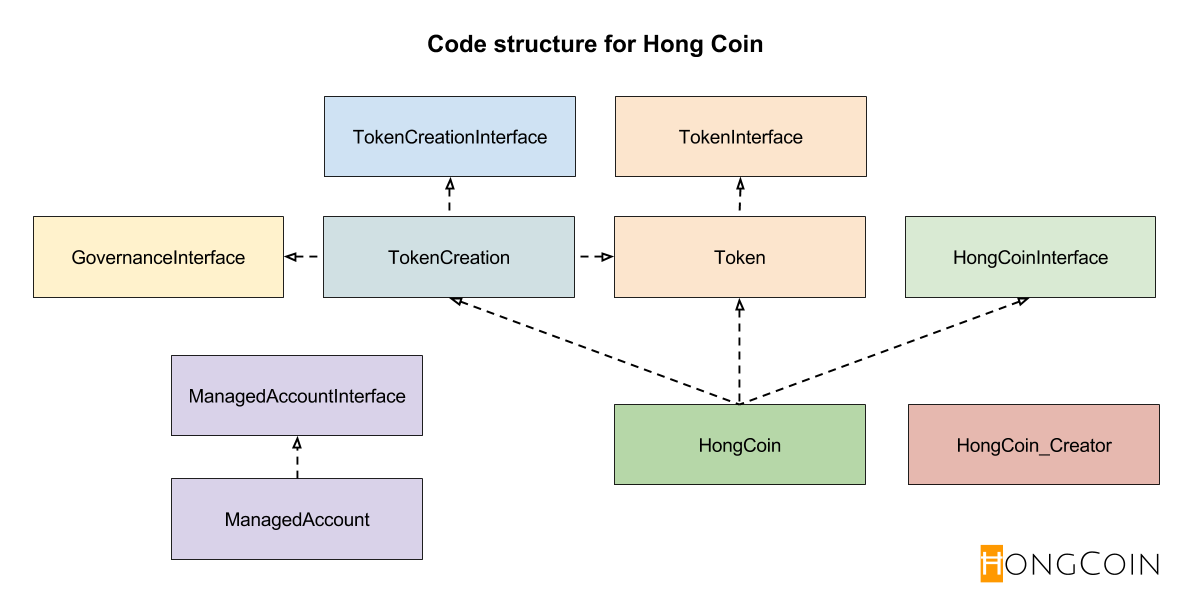 Code structure for Hong Coin
TokenCreationInterface
TokenInterface
GovernanceInterface
TokenCreation
Token
HongCoinInterface
ManagedAccountInterface
HongCoin
HongCoin_Creator
ManagedAccount
HONGCOIN